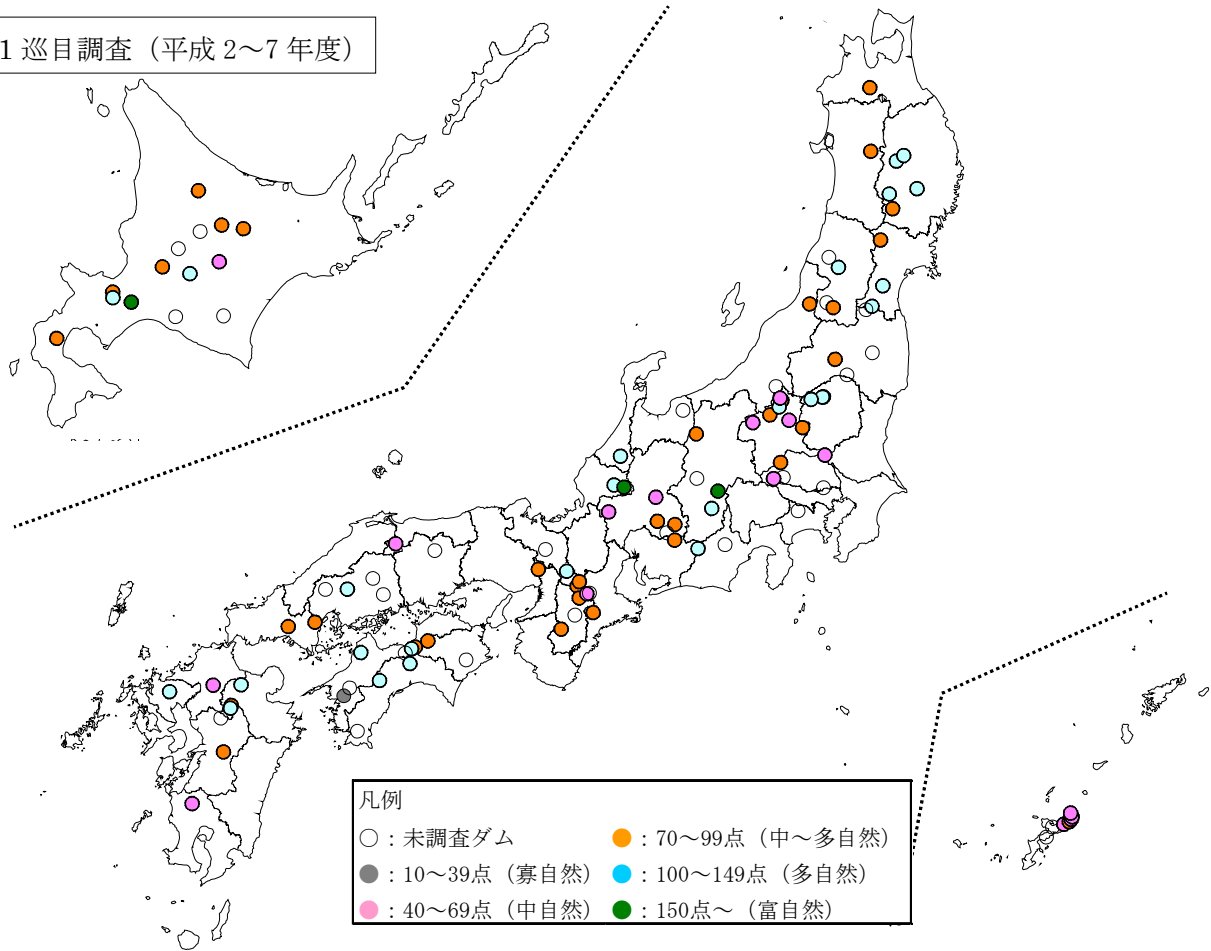 1 巡目調査（平成 2～7 年度）
凡例
○：未調査ダム
●：70～99点（中～多自然）
●：10～39点（寡自然）
●：100～149点（多自然）
●：40～69点（中自然）
●：150点～（富自然）